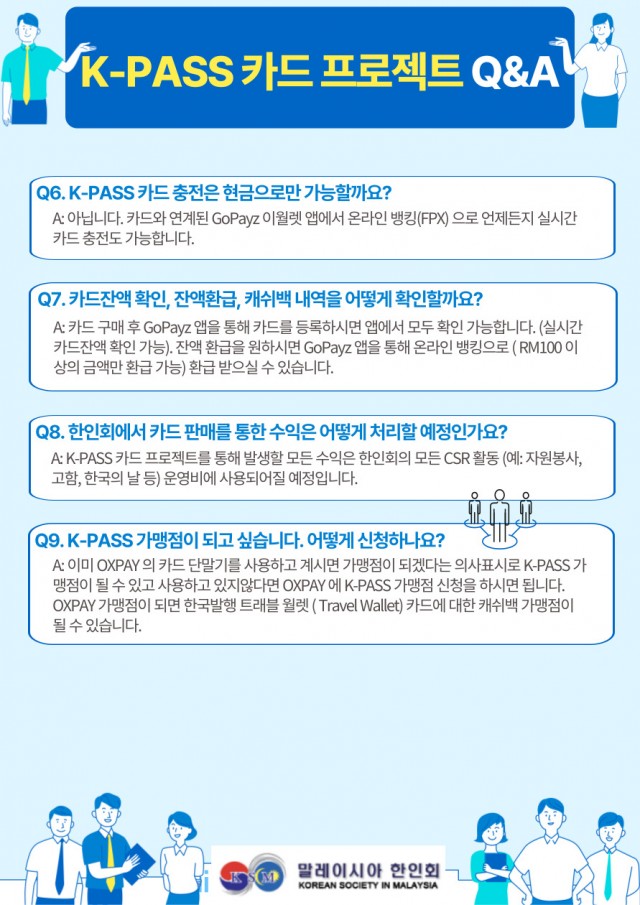 K-PASS 카드 프로젝트 Q&A
Q6. K-PASS 카드 충전은 현금으로만 가능할까요?
A: 아닙니다. 카드와 연계된 GoPayz 이월렛 앱에서 온라인 뱅킹(FPX) 으로 언제든지 실시간
카드 충전도 가능합니다.
Q7. 카드잔액 확인, 잔액환급, 캐쉬백 내역을 어떻게 확인할까요?
A: 카드 구매 후 GoPayz 앱을 통해 카드를 등록하시면 앱에서 모두 확인 가능합니다. (실시간
카드잔액 확인 가능). 잔액 환급을 원하시면 GoPayz 앱을 통해 온라인 뱅킹으로 ( RM100 이
상의 금액만 환급 가능) 환급 받으실 수 있습니다.
Q8. 한인회에서 카드 판매를 통한 수익은 어떻게 처리할 예정인가요?
A: K-PASS 카드 프로젝트를 통해 발생할 모든 수익은 한인회의 모든 CSR 활동 (예: 자원봉사,
고함, 한국의 날 등) 운영비에 사용되어질 예정입니다.
Q9. K-PASS 가맹점이 되고 싶습니다. 어떻게 신청하나요?
A: 이미 OXPAY 의 카드 단말기를 사용하고 계시면 가맹점이 되겠다는 의사표시로 K-PASS 가
맹점이 될 수 있고 사용하고 있지않다면 OXPAY 에 K-PASS 가맹점 신청을 하시면 됩니다.
OXPAY 가맹점이 되면 한국발행 트래블 월렛 ( Travel Wallet) 카드에 대한 캐쉬백 가맹점이
될 수 있습니다.
KSM 말레이시아 한인회
KOREAN SOCIETY IN MALAYSIA